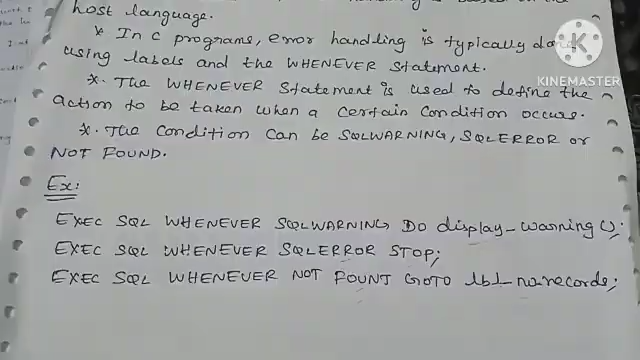 host language.
* In C programs, error handling is typically done
using labels and the WHENEVER statement.
KINEMASTER
*. The WHENEVER Statement is used to define the
action to be taken when a certain condition occurs.
*. The condition can be SQLWARNING, SQLERROR or
NOT FOUND.
Ex:
EXEC SQL WHENEVER SQLWARNING DO display_warning();
EXEC SQL WHENEVER SQLERROR STOP;
EXEC SQL WHENEVER NOT FOUNT GOTO lbl_no_records;